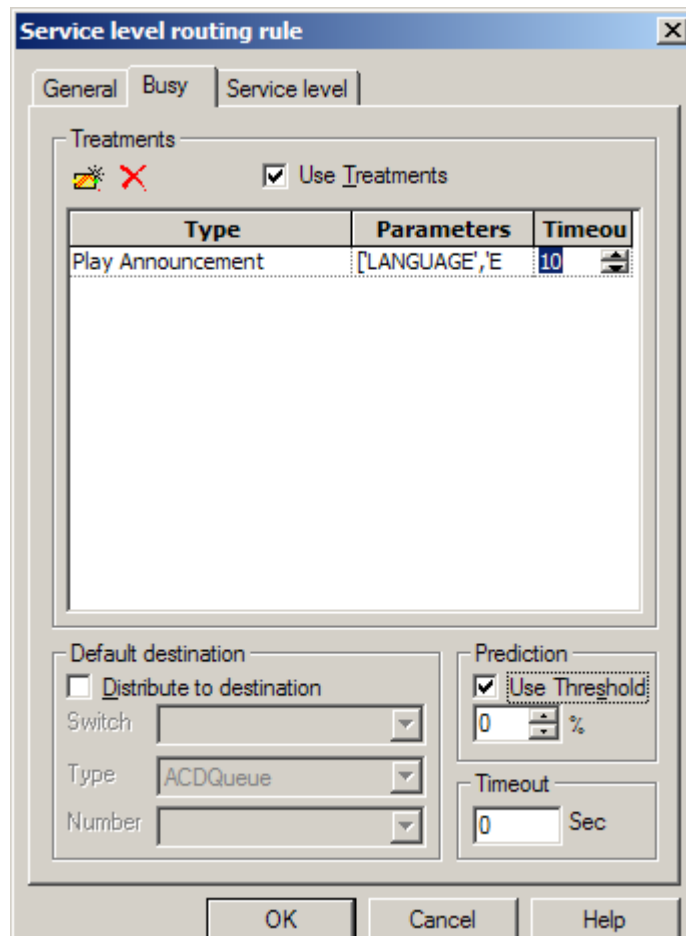 Service level routing rule
General Busy Service level
Treatments
Use Treatments
Type Parameters Timeou
Play Announcement ['LANGUAGE','E 10
Default destination
Distribute to destination
Switch
Type ACDQueue
Number
Prediction
Use Threshold
0 %
Timeout
0 Sec
OK Cancel Help